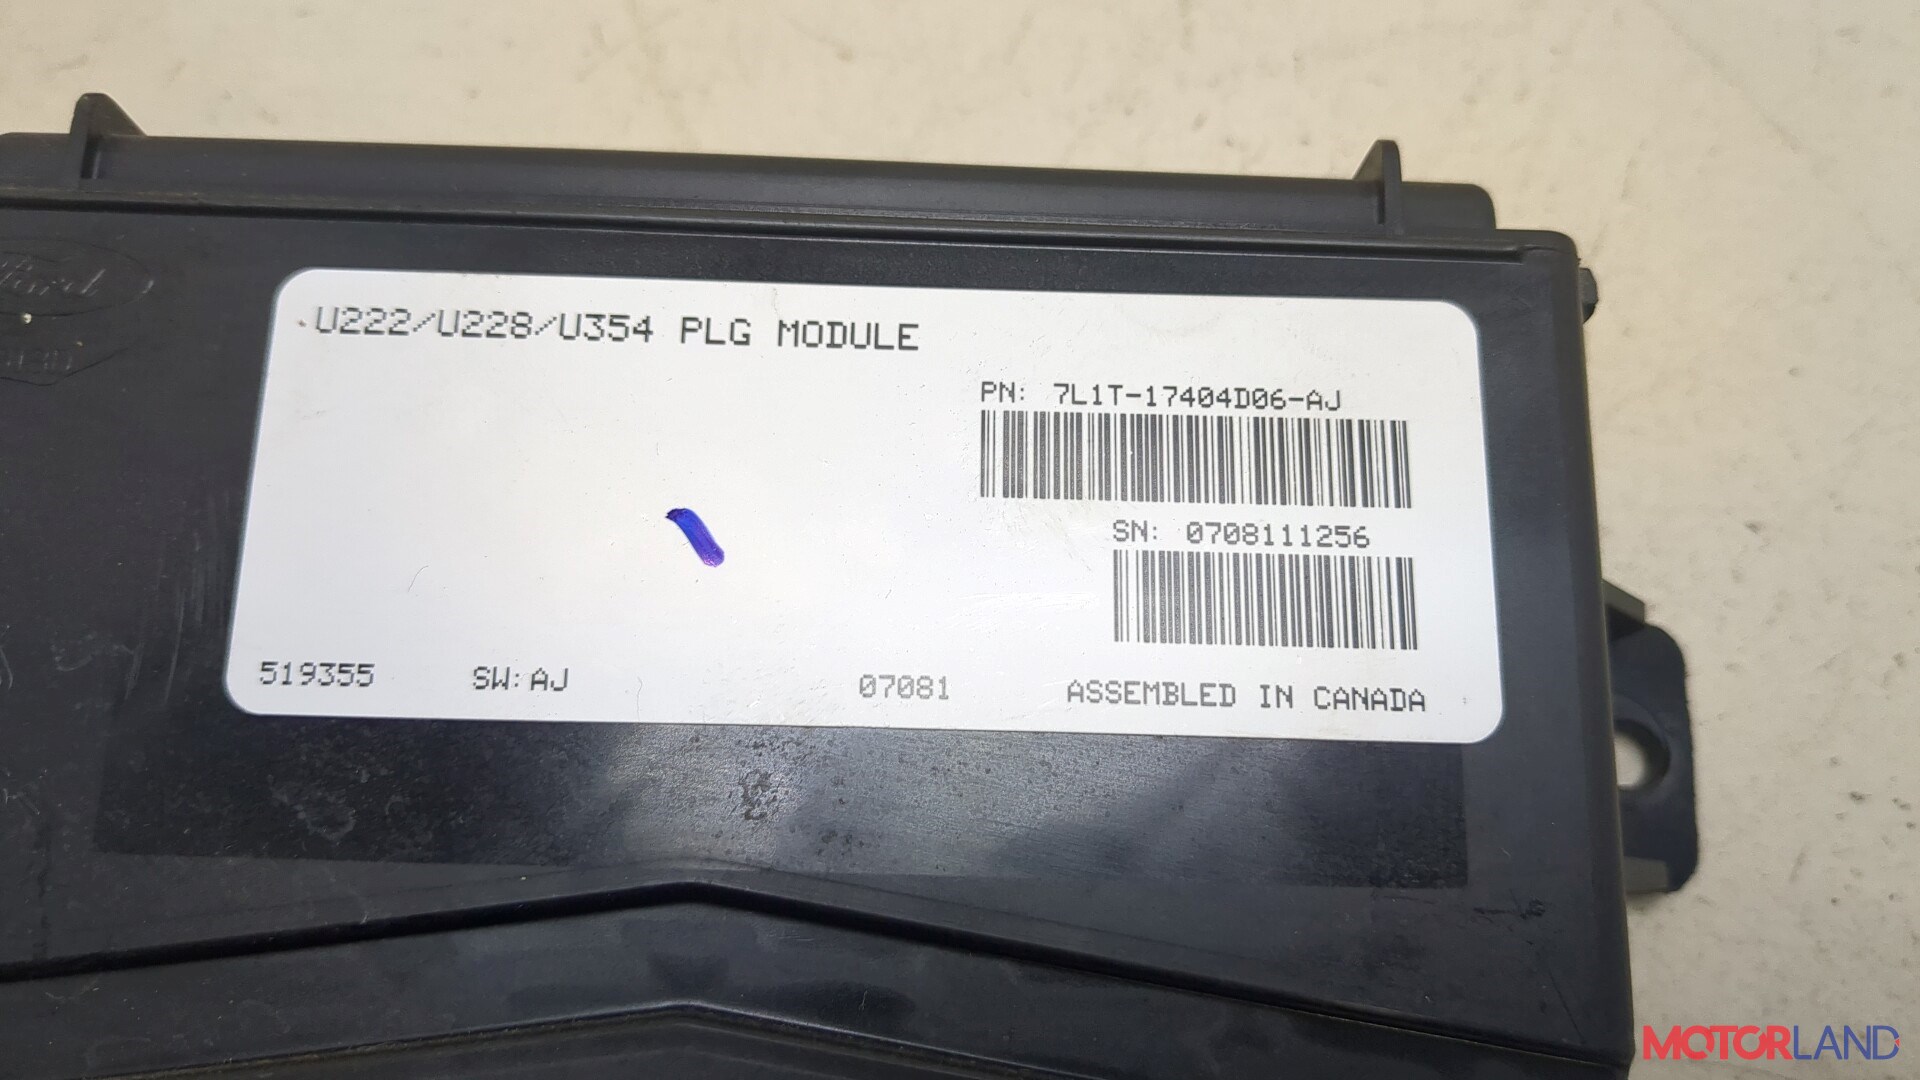 Ford
U222/U228/U354 PLG MODULE
PN: 7L1T-17404D06-AJ
SN: 0708111256
519355 SW:AJ 07081 ASSEMBLED IN CANADA
MOTORLAND